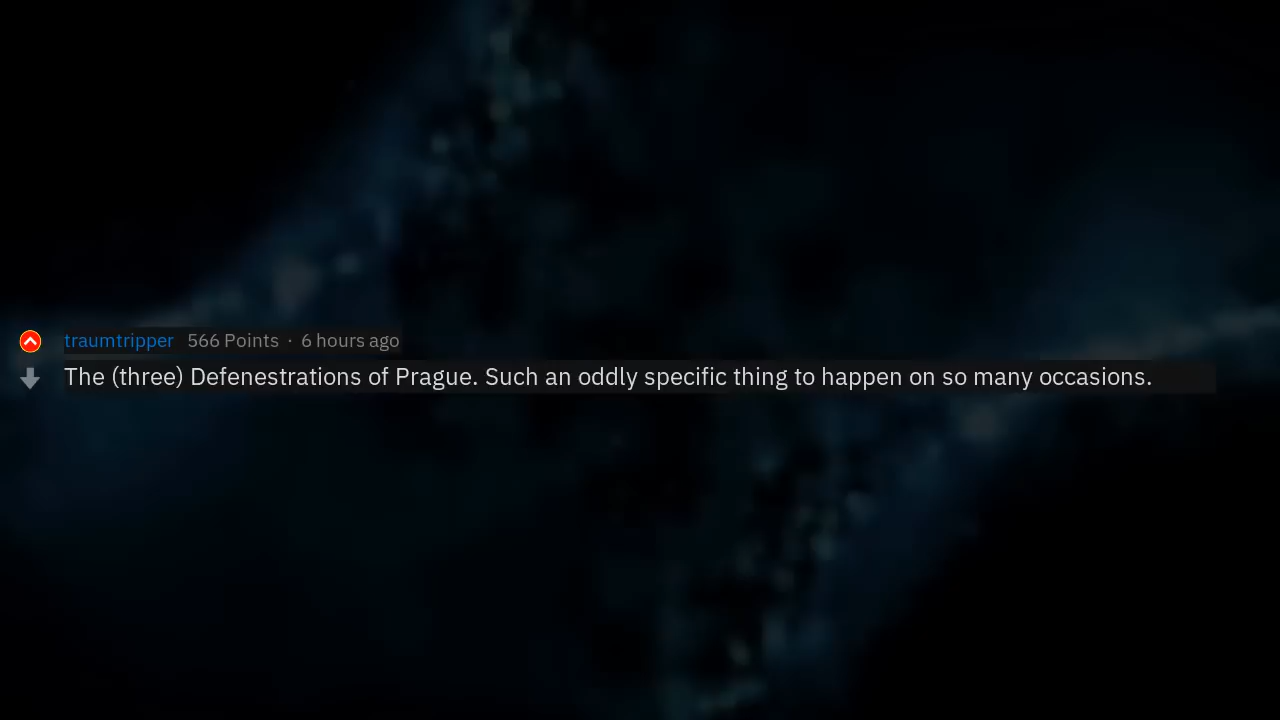 traumtripper 566 Points · 6 hours ago
The (three) Defenestrations of Prague. Such an oddly specific thing to happen on so many occasions.